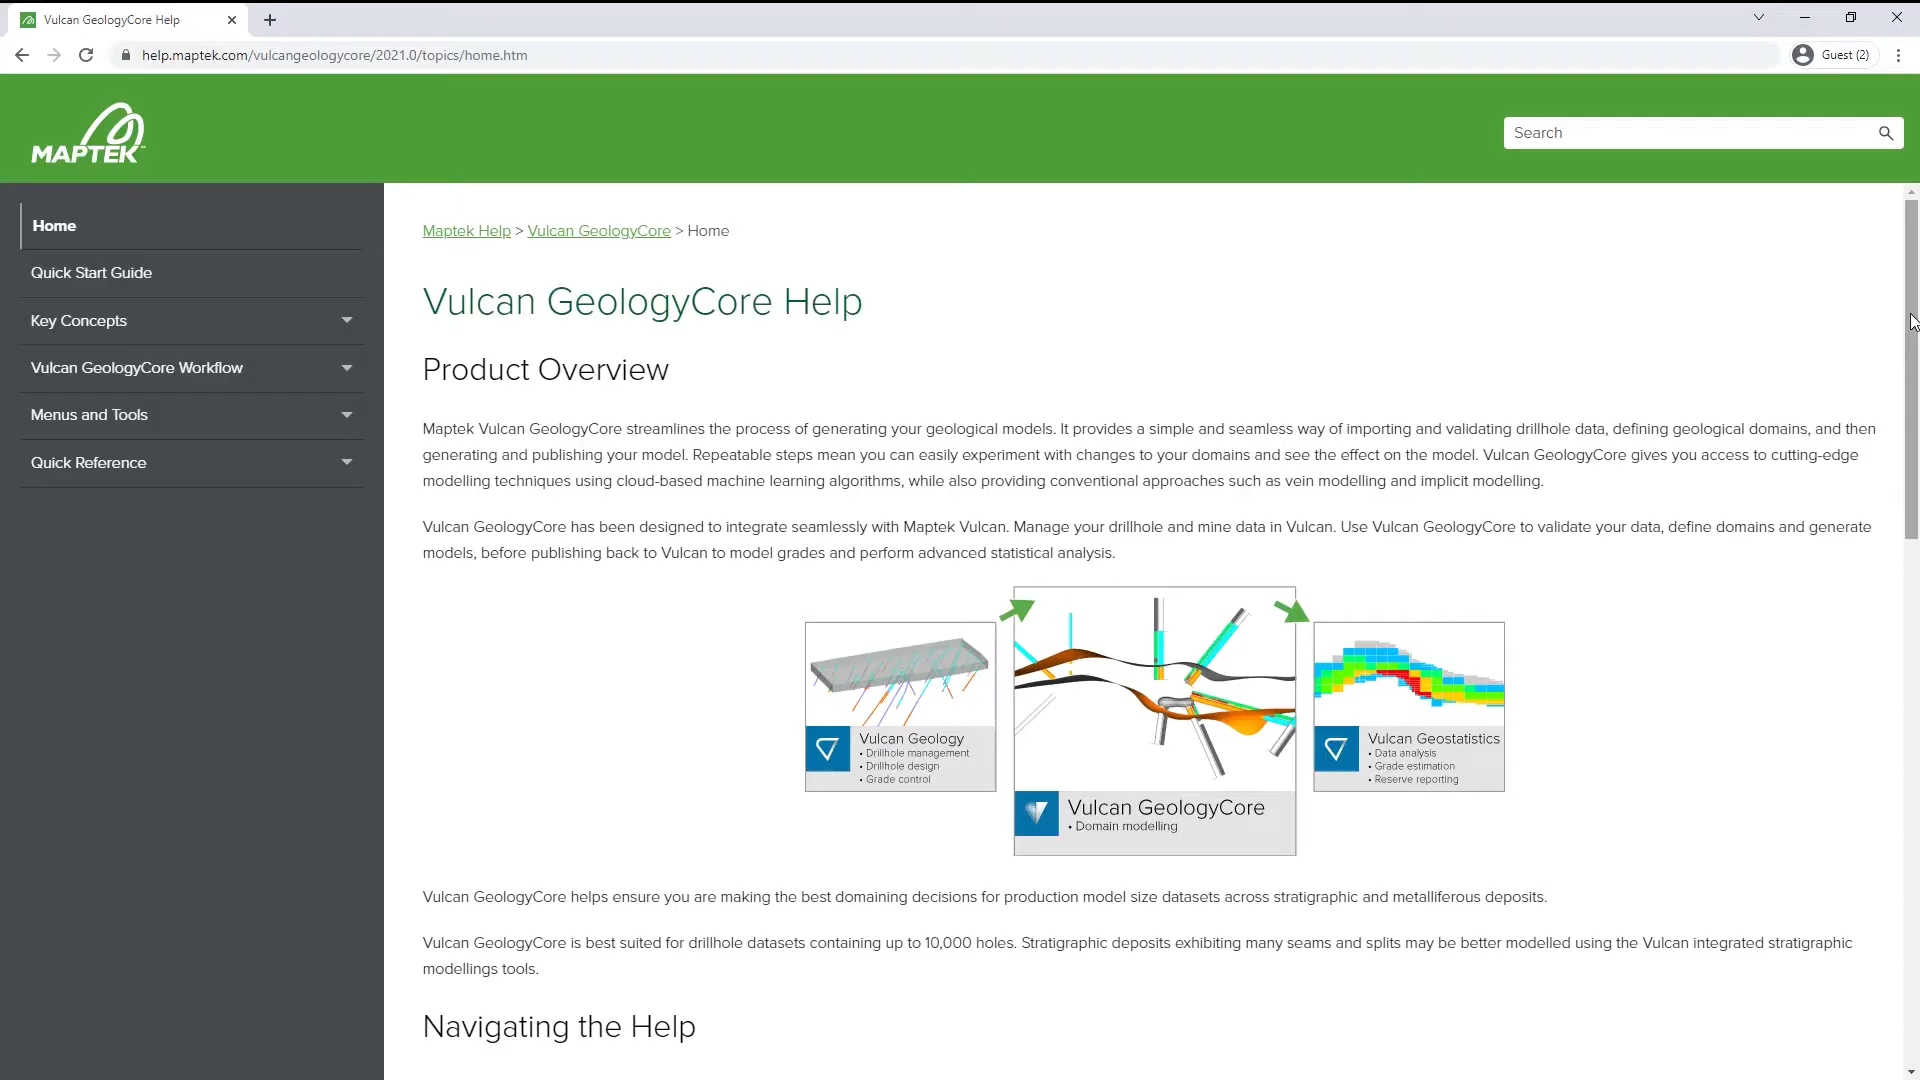 Vulcan GeologyCore Help
help.maptek.com/vulcangeologycore/2021.0/topics/home.htm
Guest (2)
MAPTEK™
Search
Home
Quick Start Guide
Key Concepts
Vulcan GeologyCore Workflow
Menus and Tools
Quick Reference
Maptek Help > Vulcan GeologyCore > Home
Vulcan GeologyCore Help
Product Overview
Maptek Vulcan GeologyCore streamlines the process of generating your geological models. It provides a simple and seamless way of importing and validating drillhole data, defining geological domains, and then
generating and publishing your model. Repeatable steps mean you can easily experiment with changes to your domains and see the effect on the model. Vulcan GeologyCore gives you access to cutting-edge
modelling techniques using cloud-based machine learning algorithms, while also providing conventional approaches such as vein modelling and implicit modelling.
Vulcan GeologyCore has been designed to integrate seamlessly with Maptek Vulcan. Manage your drillhole and mine data in Vulcan. Use Vulcan GeologyCore to validate your data, define domains and generate
models, before publishing back to Vulcan to model grades and perform advanced statistical analysis.
Vulcan Geology
• Drillhole management
• Drillhole design
• Grade control
Vulcan GeologyCore
• Domain modelling
Vulcan Geostatistics
• Data analysis
• Grade estimation
• Reserve reporting
Vulcan GeologyCore helps ensure you are making the best domaining decisions for production model size datasets across stratigraphic and metalliferous deposits.
Vulcan GeologyCore is best suited for drillhole datasets containing up to 10,000 holes. Stratigraphic deposits exhibiting many seams and splits may be better modelled using the Vulcan integrated stratigraphic
modellings tools.
Navigating the Help